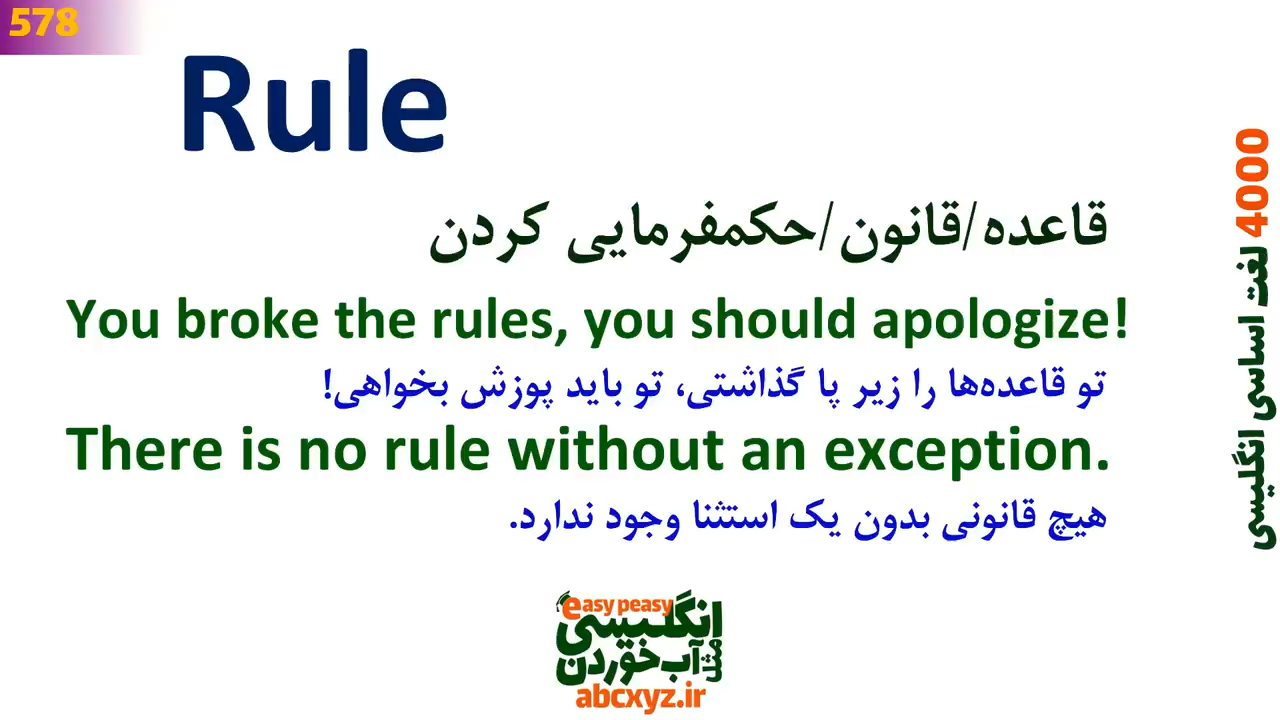 578
Rule
قاعده/قانون/حکمفرمایی کردن
You broke the rules, you should apologize!
تو قاعده‌ها را زیر پا گذاشتی، تو باید پوزش بخواهی!
There is no rule without an exception.
هیچ قانونی بدون یک استثنا وجود ندارد.
4000 لغت اساسی انگلیسی
easy peasy
انگلیسی
مثل آب خوردن
abcxyz.ir